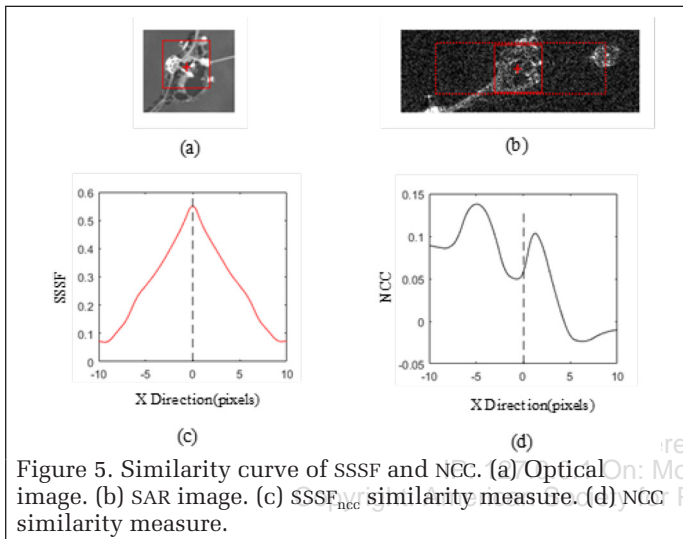 (a)
(b)
0.6
0.5
0.4
0.3
0.2
0.1
0
SSSF
-10 -5 0 5 10
X Direction(pixels)
(c)
0.15
0.1
0.05
0
-0.05
NCC
-10 -5 0 5 10
X Direction(pixels)
(d)
Figure 5. Similarity curve of SSSF and NCC. (a) Optical
image. (b) SAR image. (c) SSSFncc similarity measure. (d) NCC
similarity measure.